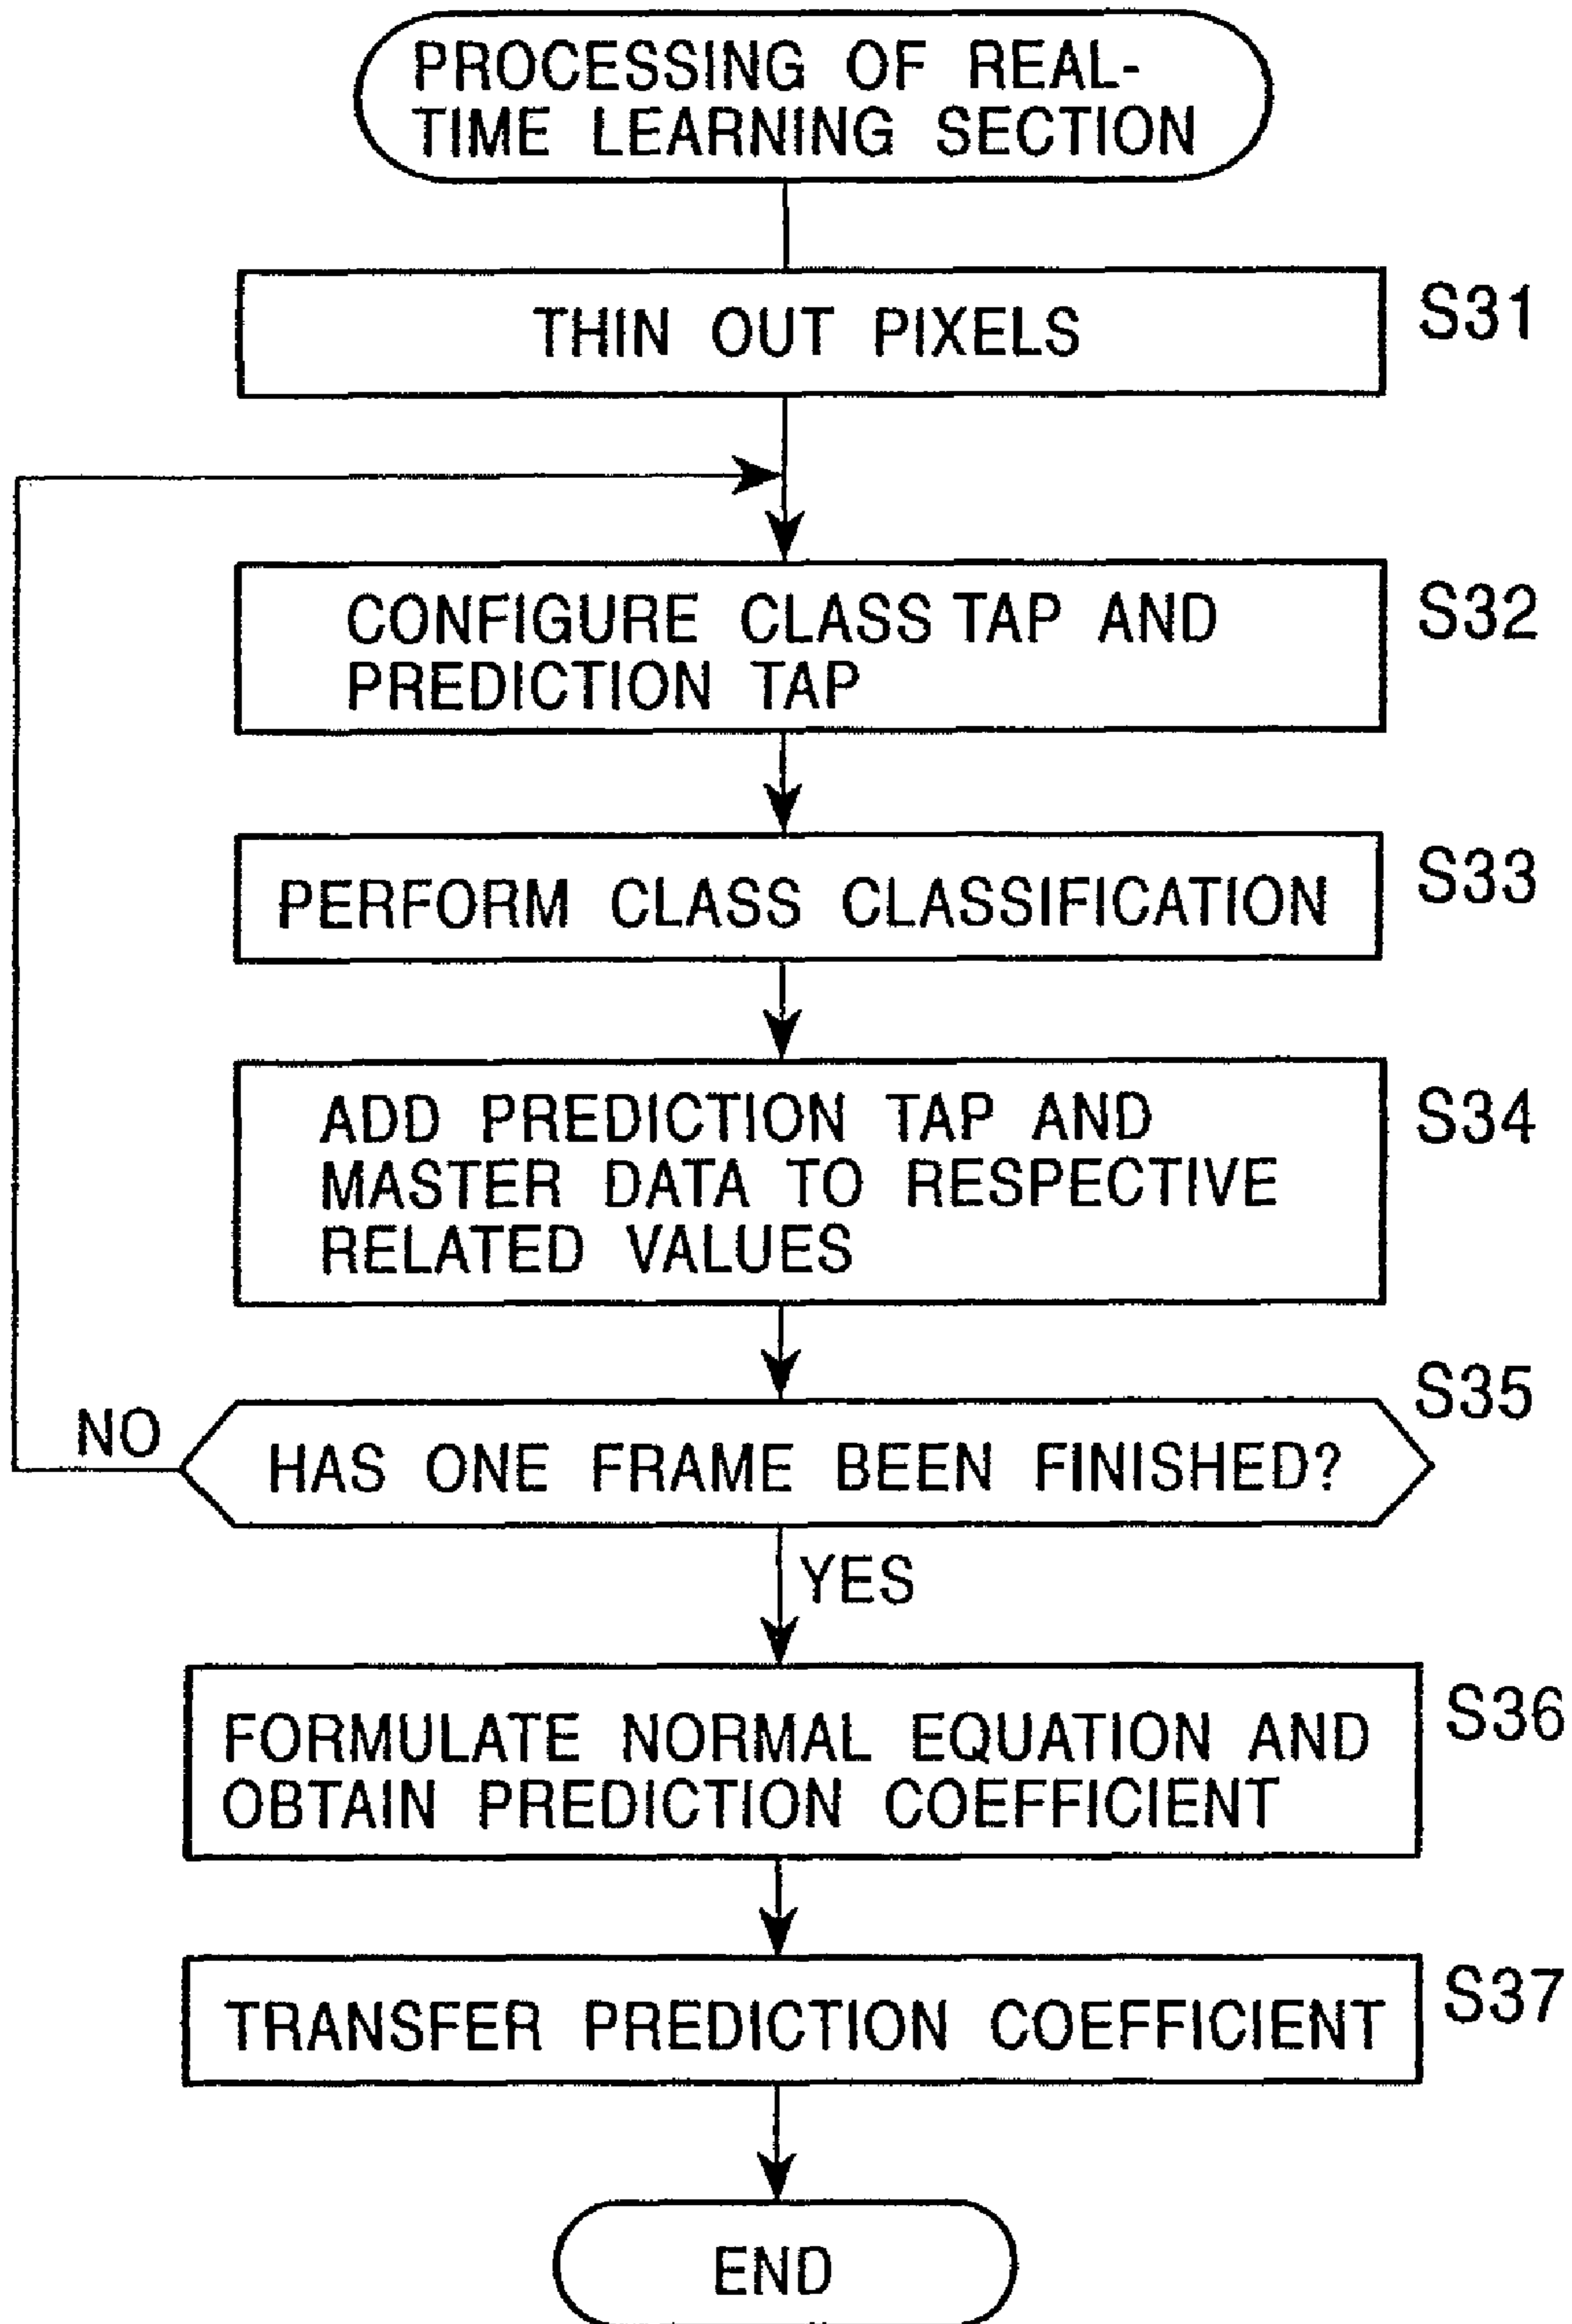 PROCESSING OF REAL-
TIME LEARNING SECTION
THIN OUT PIXELS
S31
CONFIGURE CLASS TAP AND
PREDICTION TAP
S32
PERFORM CLASS CLASSIFICATION
S33
ADD PREDICTION TAP AND
MASTER DATA TO RESPECTIVE
RELATED VALUES
S34
HAS ONE FRAME BEEN FINISHED?
S35
NO
YES
FORMULATE NORMAL EQUATION AND
OBTAIN PREDICTION COEFFICIENT
S36
TRANSFER PREDICTION COEFFICIENT
S37
END